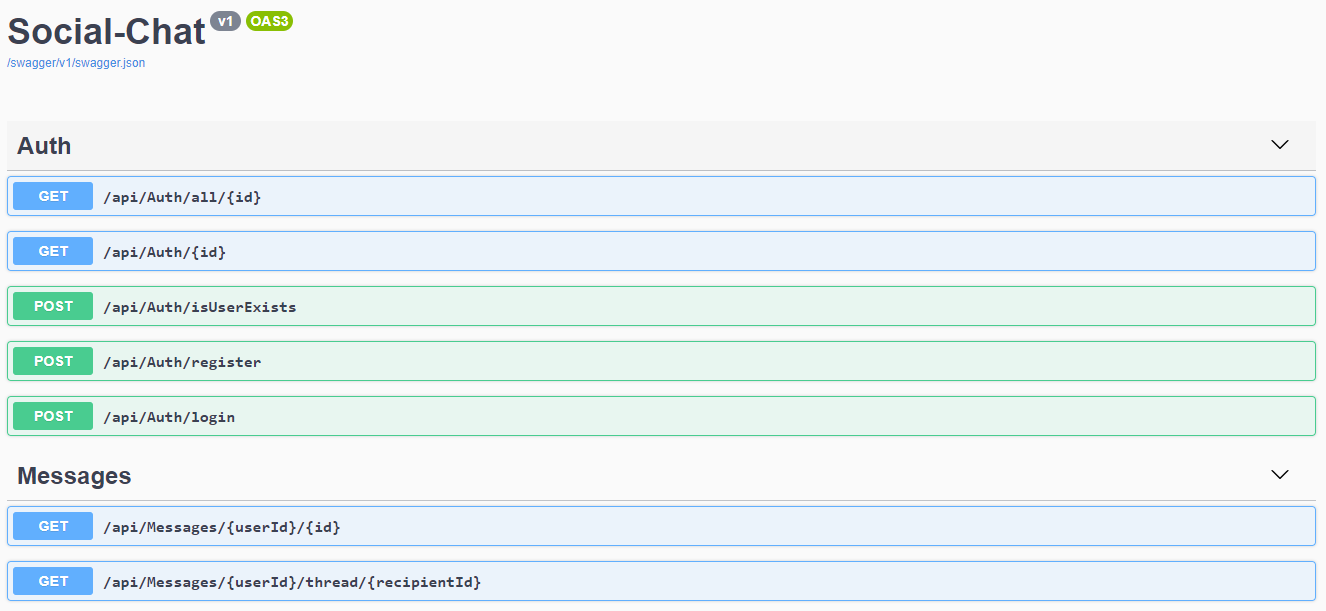 Social-Chat v1 OAS3
/swagger/v1/swagger.json
Auth
GET /api/Auth/all/{id}
GET /api/Auth/{id}
POST /api/Auth/isUserExists
POST /api/Auth/register
POST /api/Auth/login
Messages
GET /api/Messages/{userId}/{id}
GET /api/Messages/{userId}/thread/{recipientId}